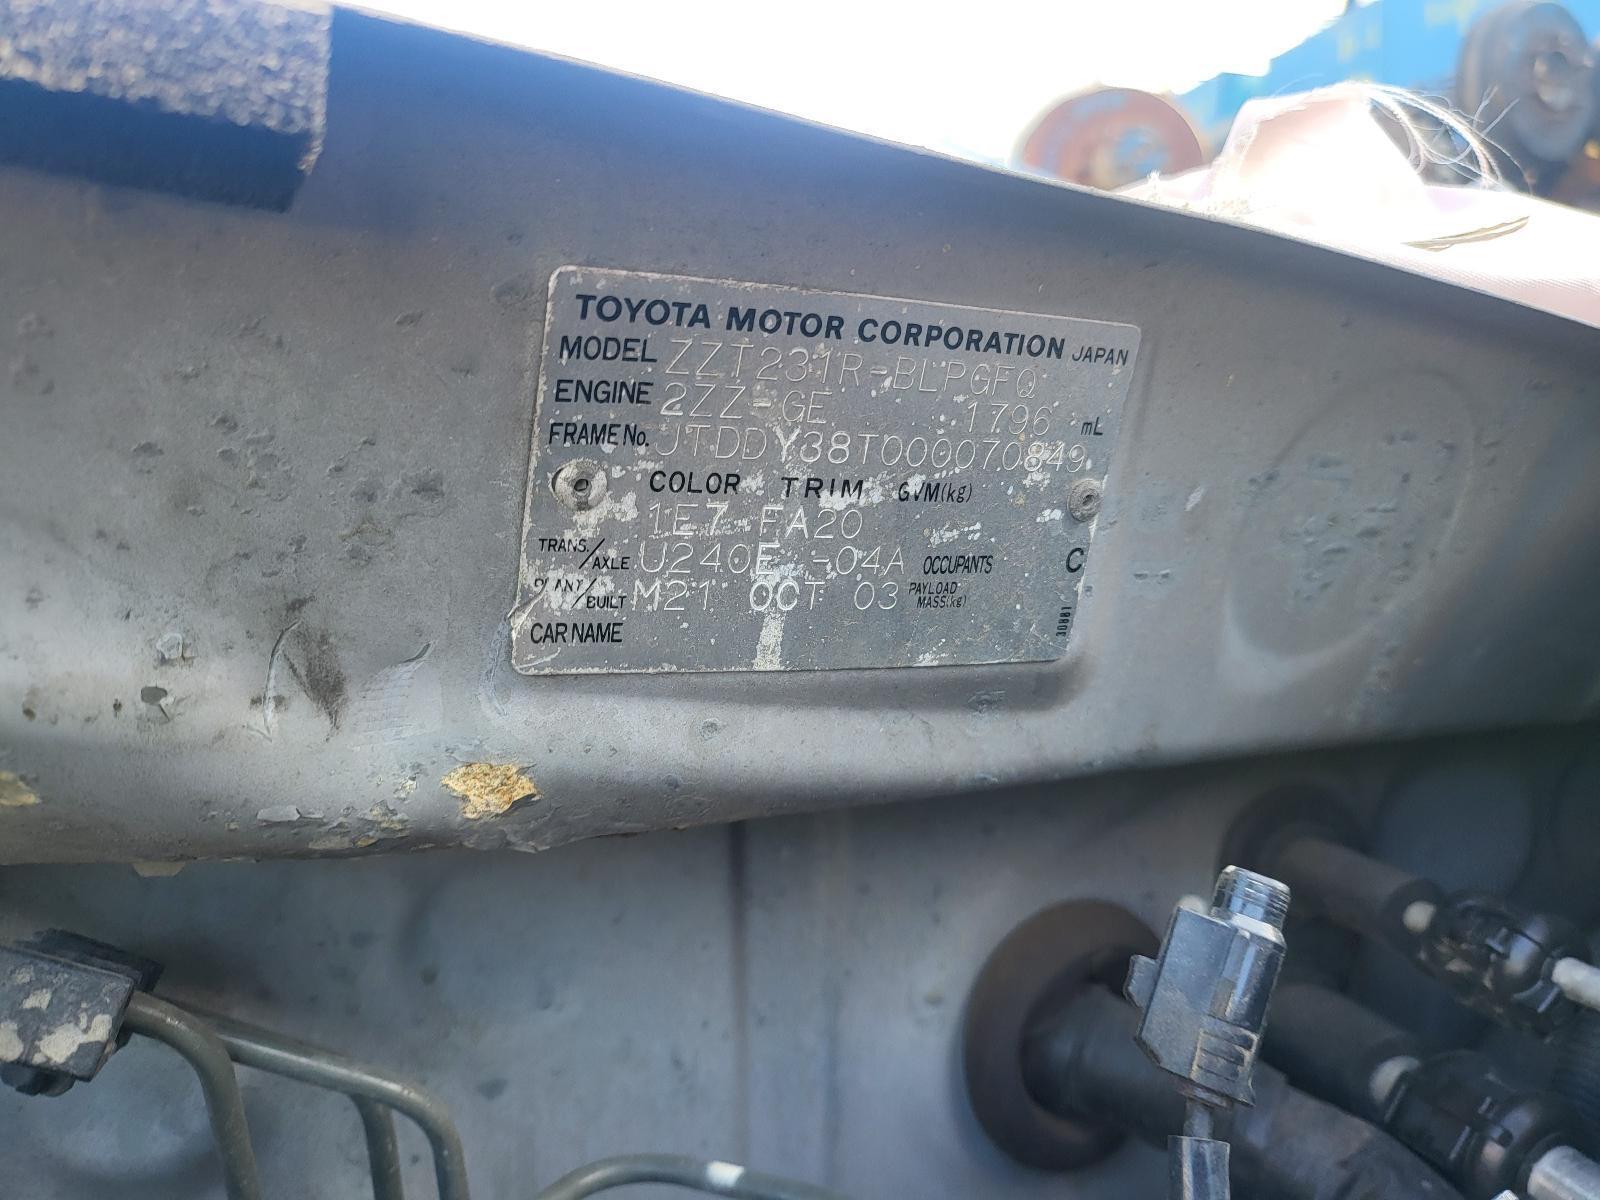 TOYOTA MOTOR CORPORATION JAPAN
MODEL ZZT231R-BLPGFQ
ENGINE 2ZZ-GE 1796 mL
FRAME No. JTDDY38T000070849
COLOR TRIM GVM(kg)
1E7 FA20
TRANS./AXLE U240E -04A OCCUPANTS C
PLANT/BUILT M21 OCT 03 PAYLOAD MASS(kg)
CAR NAME
30881